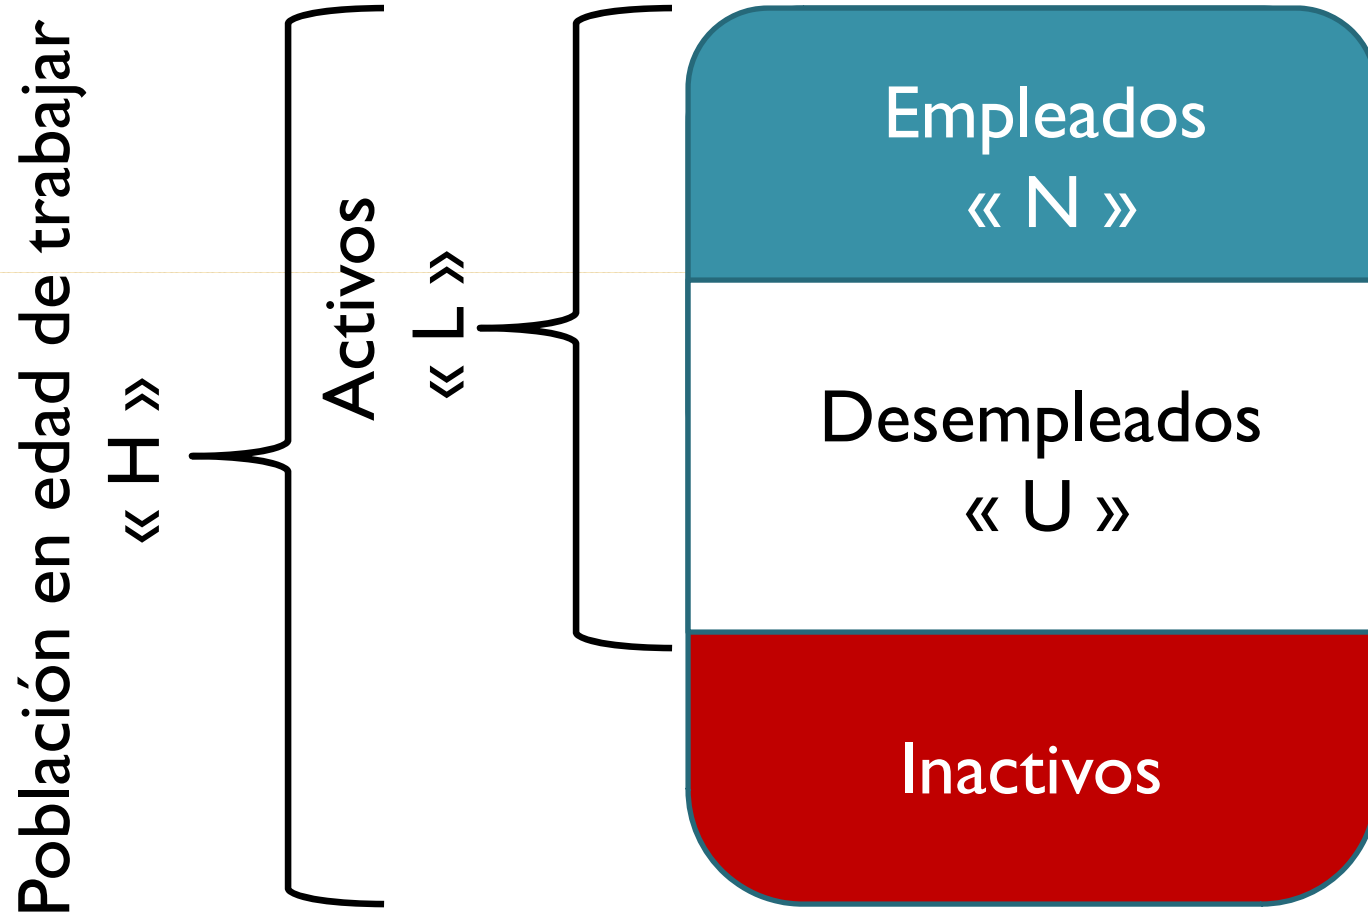 Población en edad de trabajar
« H »
Activos
« L »
Empleados
« N »
Desempleados
« U »
Inactivos